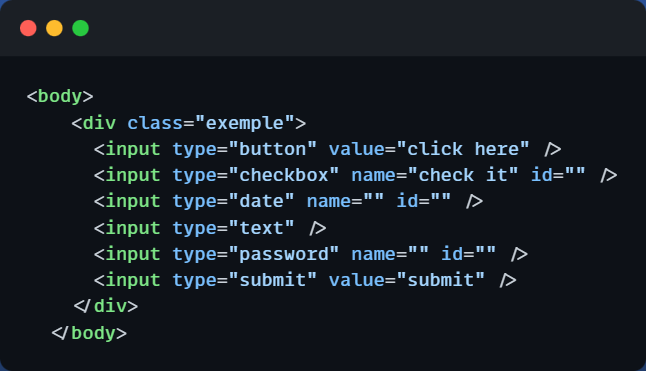 <body>
<div class="exemple">
<input type="button" value="click here" />
<input type="checkbox" name="check it" id="" />
<input type="date" name="" id="" />
<input type="text" />
<input type="password" name="" id="" />
<input type="submit" value="submit" />
</div>
</body>